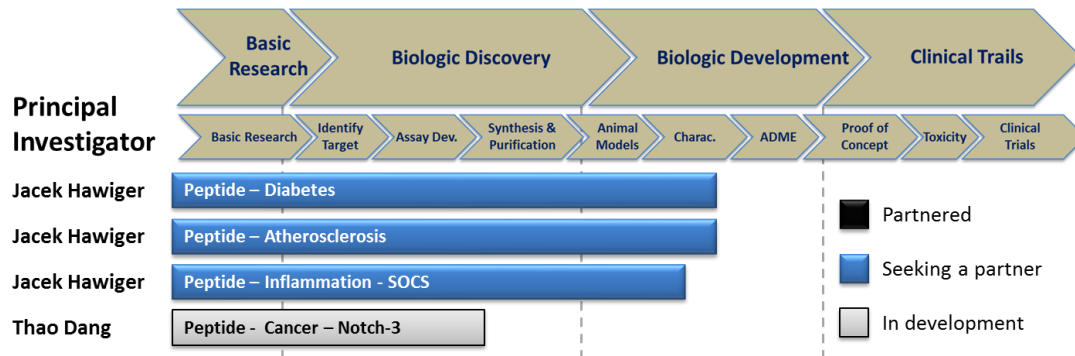 Basic
Research
Biologic Discovery
Biologic Development
Clinical Trails
Principal
Investigator
Basic Research
Identify
Target
Assay Dev.
Synthesis &
Purification
Animal
Models
Charac.
ADME
Proof of
Concept
Toxicity
Clinical
Trials
Jacek Hawiger
Peptide – Diabetes
Jacek Hawiger
Peptide – Atherosclerosis
Jacek Hawiger
Peptide – Inflammation - SOCS
Thao Dang
Peptide - Cancer – Notch-3
Partnered
Seeking a partner
In development